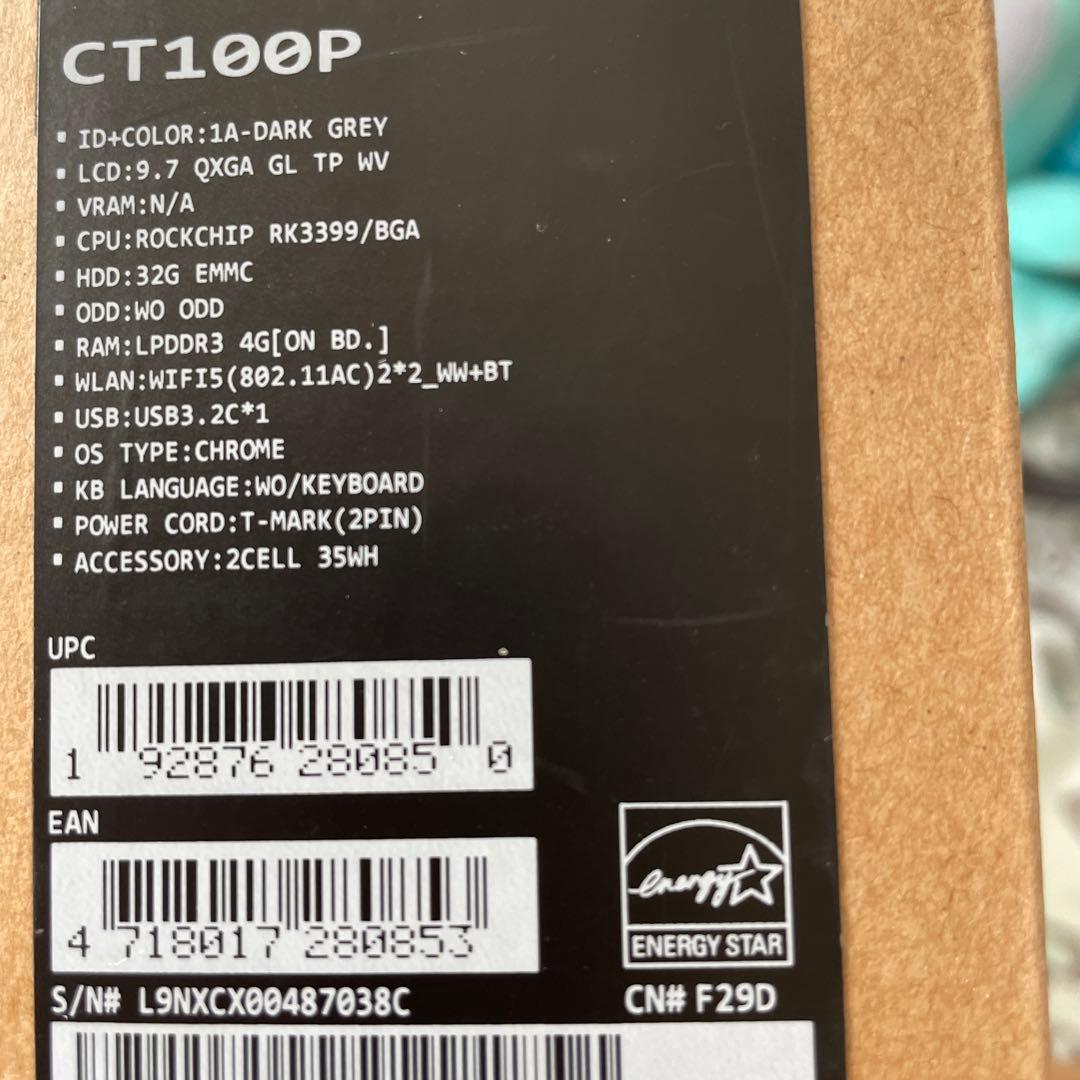 CT100P
▪ ID+COLOR:1A-DARK GREY
▪ LCD:9.7 QXGA GL TP WV
▪ VRAM:N/A
▪ CPU:ROCKCHIP RK3399/BGA
▪ HDD:32G EMMC
▪ ODD:WO ODD
▪ RAM:LPDDR3 4G[ON BD.]
▪ WLAN:WIFI5(802.11AC)2*2_WW+BT
▪ USB:USB3.2C*1
▪ OS TYPE:CHROME
▪ KB LANGUAGE:WO/KEYBOARD
▪ POWER CORD:T-MARK(2PIN)
▪ ACCESSORY:2CELL 35WH
UPC
1 92876 28085 0
EAN
4 718017 280853
energy
ENERGY STAR
S/N# L9NXCX00487038C
CN# F29D